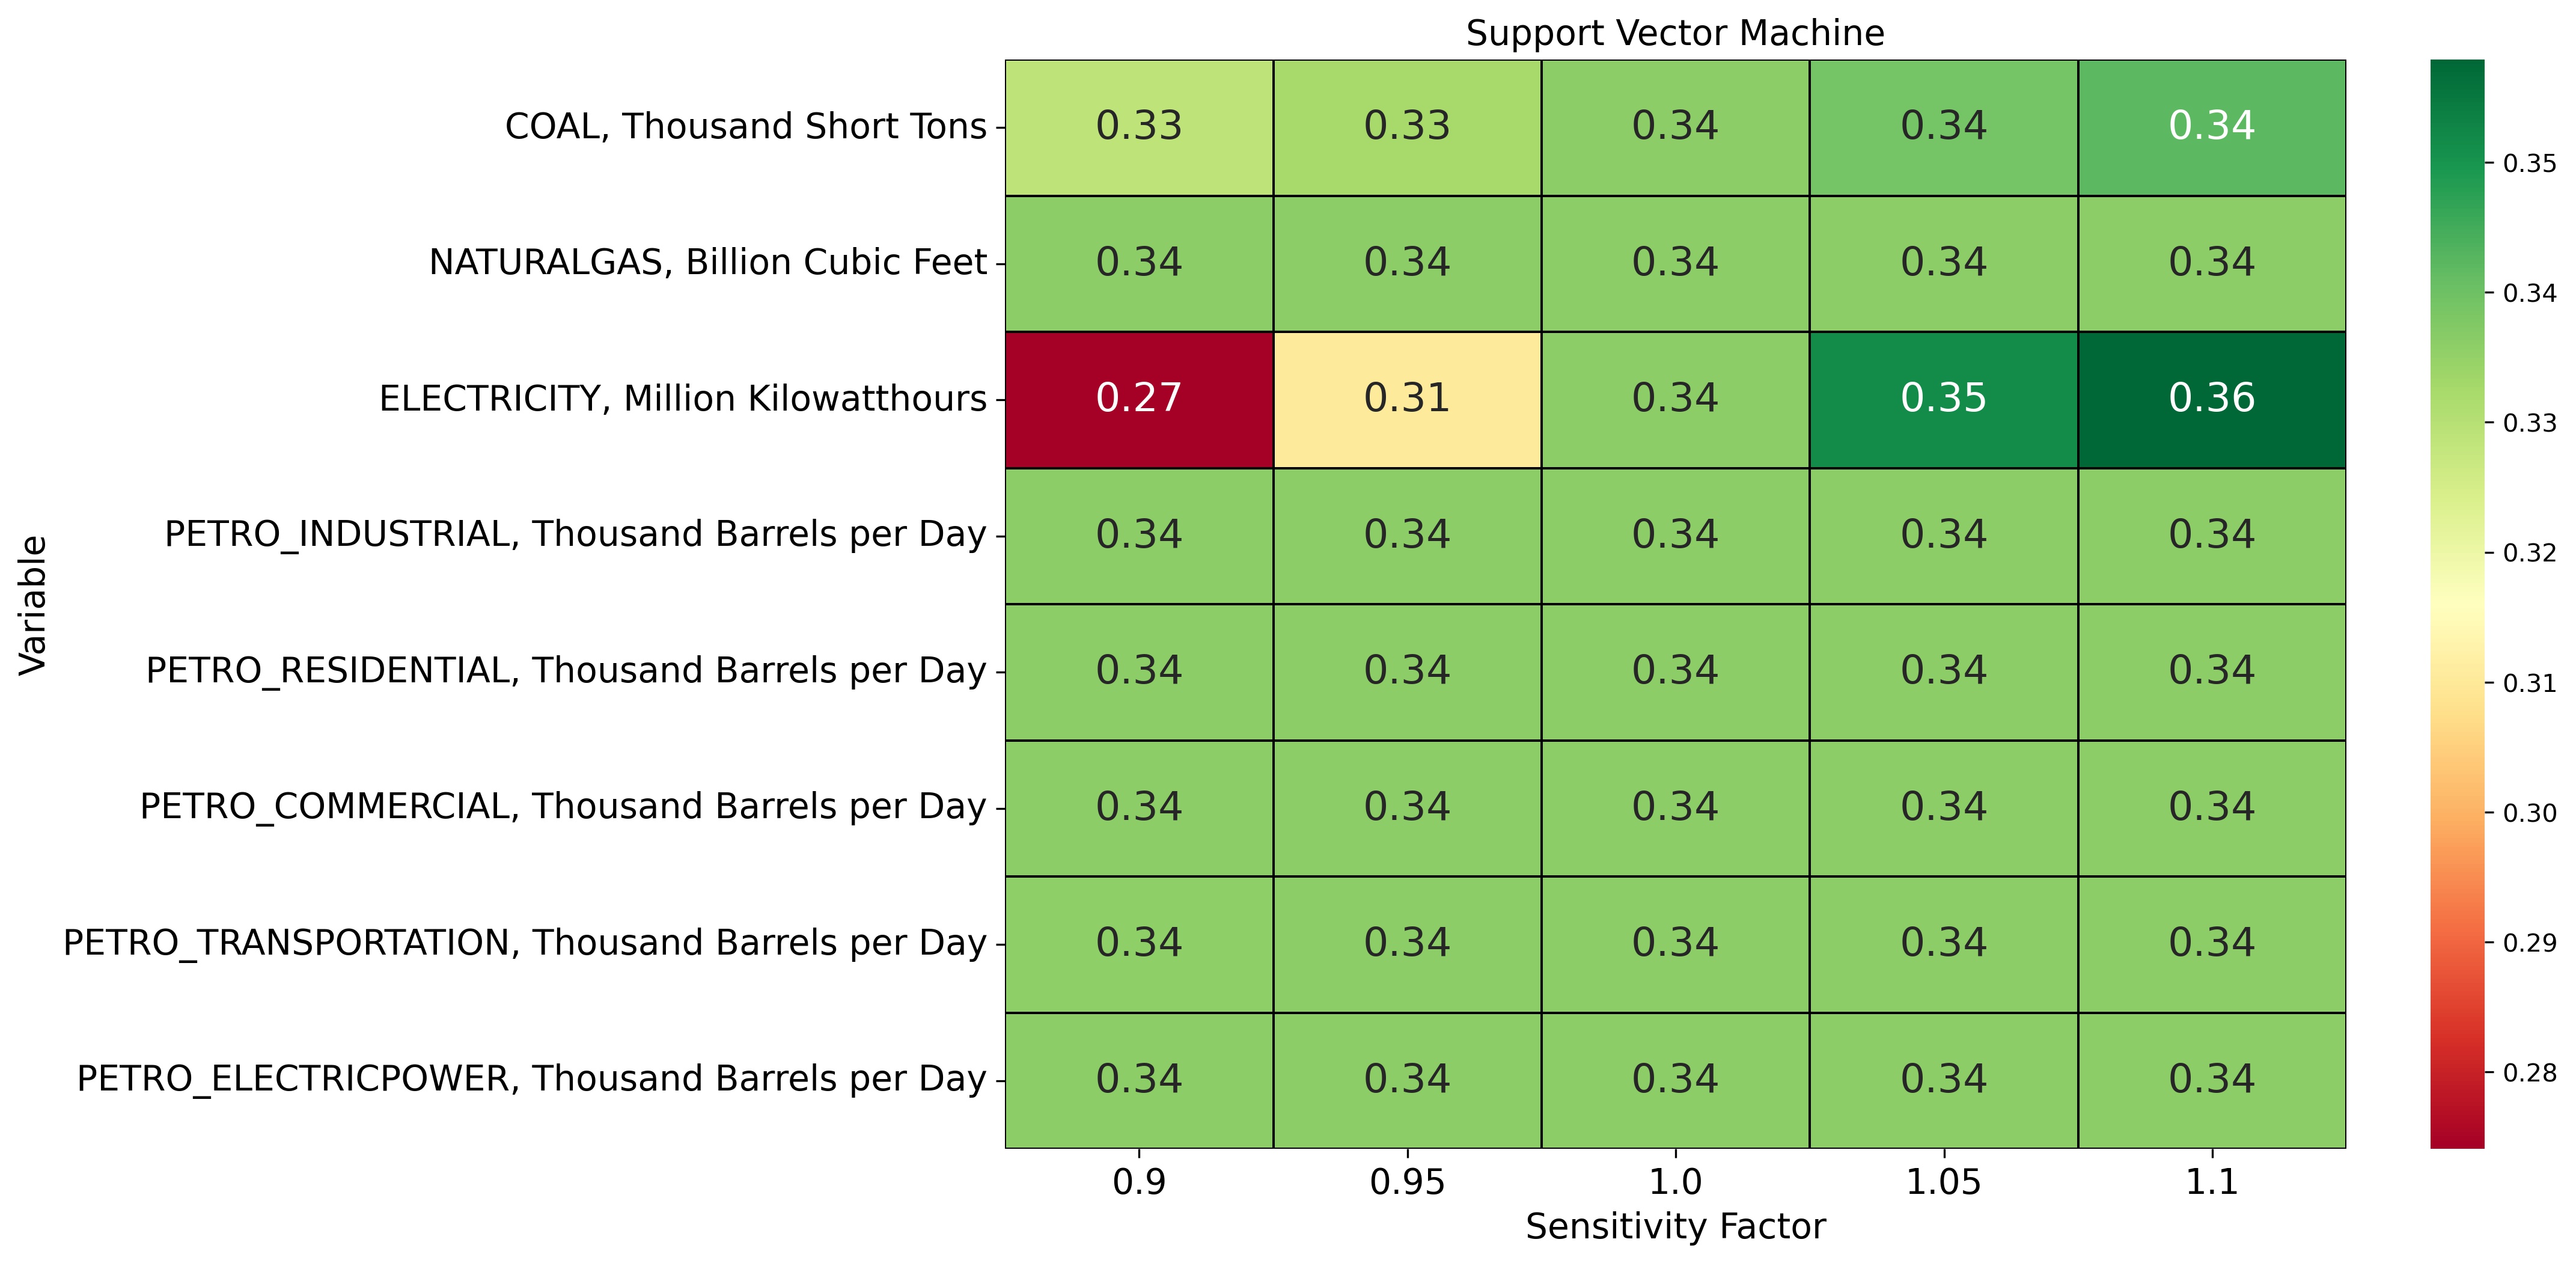 Support Vector Machine
Variable
COAL, Thousand Short Tons 0.33 0.33 0.34 0.34 0.34
NATURALGAS, Billion Cubic Feet 0.34 0.34 0.34 0.34 0.34
ELECTRICITY, Million Kilowatthours 0.27 0.31 0.34 0.35 0.36
PETRO_INDUSTRIAL, Thousand Barrels per Day 0.34 0.34 0.34 0.34 0.34
PETRO_RESIDENTIAL, Thousand Barrels per Day 0.34 0.34 0.34 0.34 0.34
PETRO_COMMERCIAL, Thousand Barrels per Day 0.34 0.34 0.34 0.34 0.34
PETRO_TRANSPORTATION, Thousand Barrels per Day 0.34 0.34 0.34 0.34 0.34
PETRO_ELECTRICPOWER, Thousand Barrels per Day 0.34 0.34 0.34 0.34 0.34
0.9 0.95 1.0 1.05 1.1
Sensitivity Factor
0.35
0.34
0.33
0.32
0.31
0.30
0.29
0.28